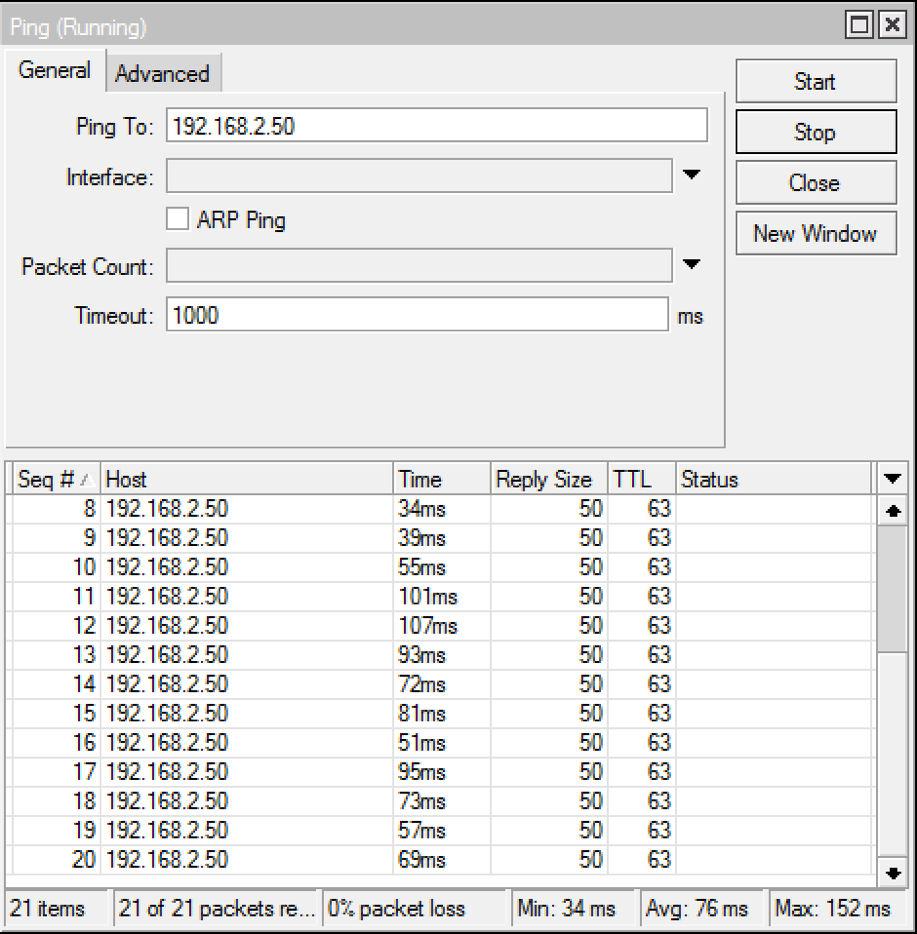 Ping (Running)
General Advanced
Start
Ping To: 192.168.2.50
Stop
Interface:
Close
ARP Ping
New Window
Packet Count:
Timeout: 1000 ms
Seq # Host Time Reply Size TTL Status
8 192.168.2.50 34ms 50 63
9 192.168.2.50 39ms 50 63
10 192.168.2.50 55ms 50 63
11 192.168.2.50 101ms 50 63
12 192.168.2.50 107ms 50 63
13 192.168.2.50 93ms 50 63
14 192.168.2.50 72ms 50 63
15 192.168.2.50 81ms 50 63
16 192.168.2.50 51ms 50 63
17 192.168.2.50 95ms 50 63
18 192.168.2.50 73ms 50 63
19 192.168.2.50 57ms 50 63
20 192.168.2.50 69ms 50 63
21 items 21 of 21 packets re... 0% packet loss Min: 34 ms Avg: 76 ms Max: 152 ms